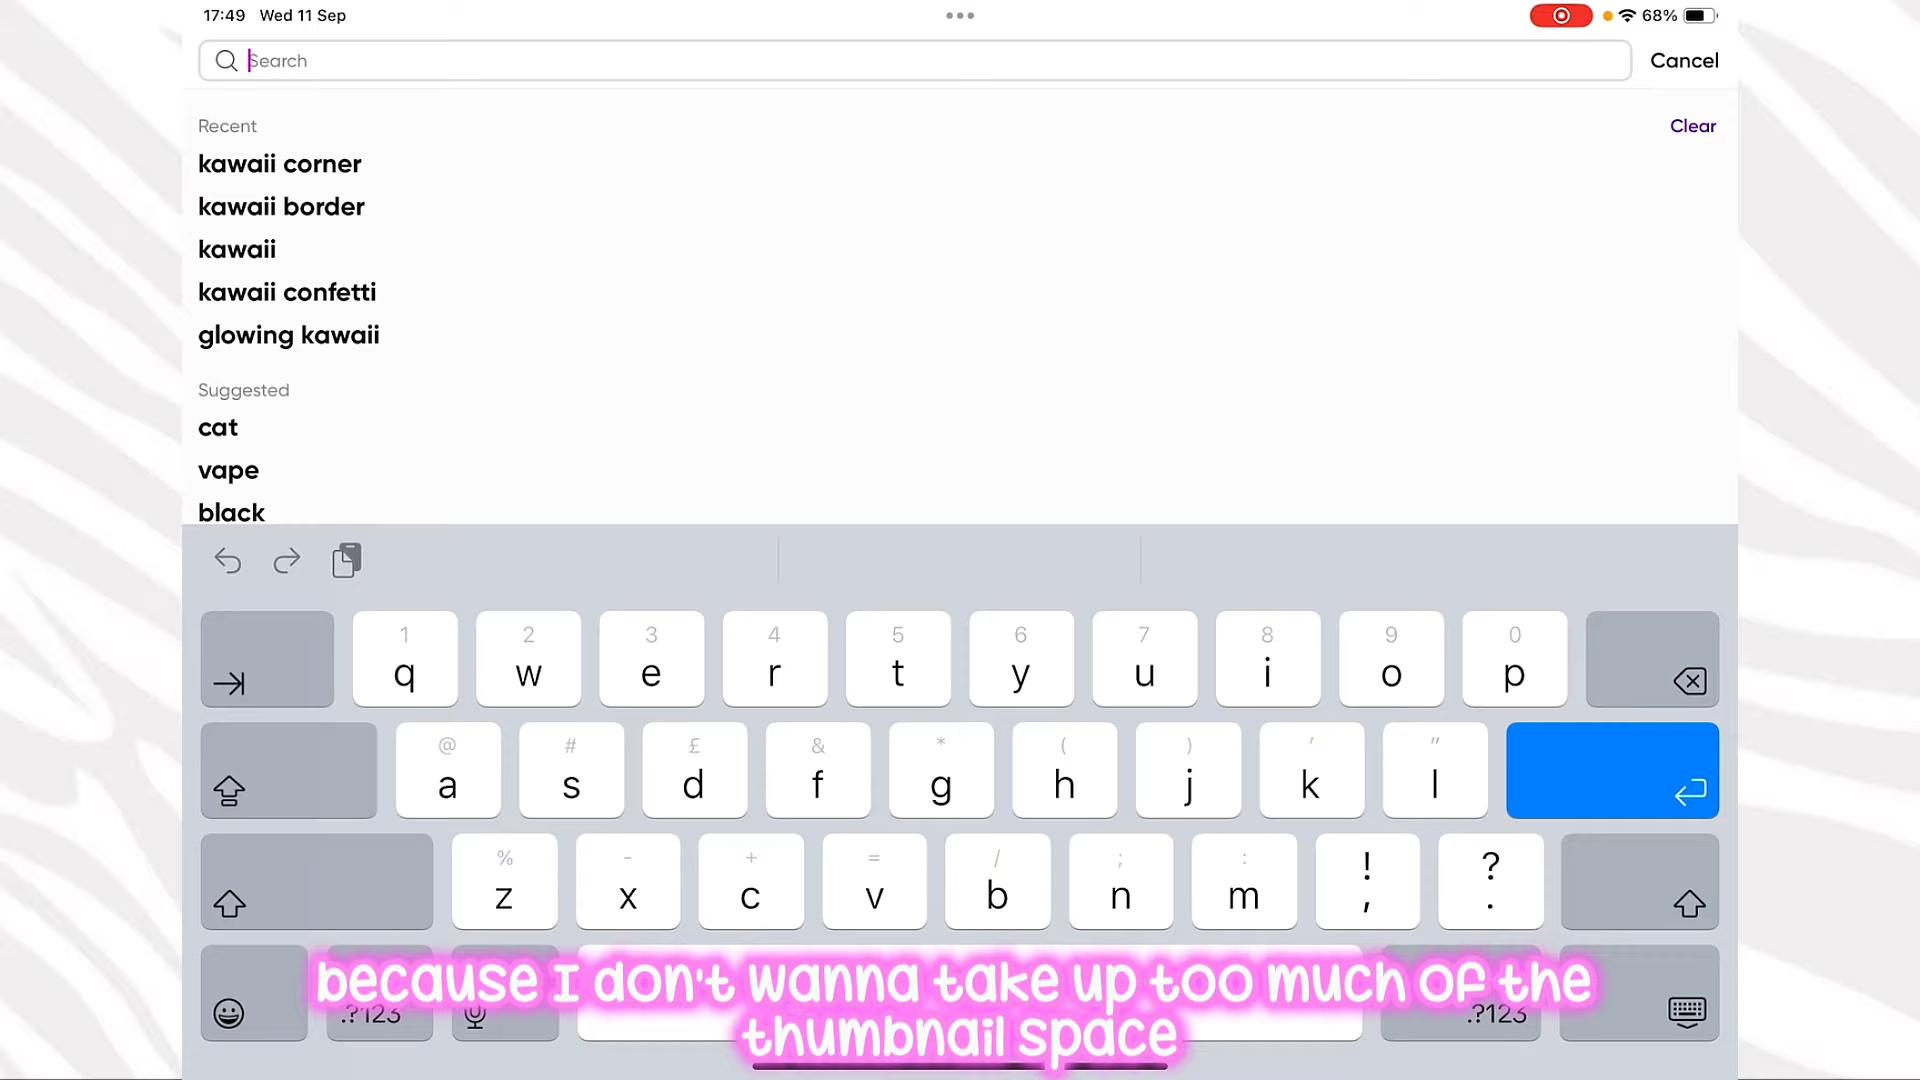 17:49 Wed 11 Sep
68%
Search
Cancel
Recent
Clear
kawaii corner
kawaii border
kawaii
kawaii confetti
glowing kawaii
Suggested
cat
vape
black
1 2 3 4 5 6 7 8 9 0
q w e r t y u i o p
@ # £ & * ( ) ' "
a s d f g h j k l
% - + = / ; : ! ?
z x c v b n m , .
because I don't wanna take up too much of the
.?123 .?123
thumbnail space